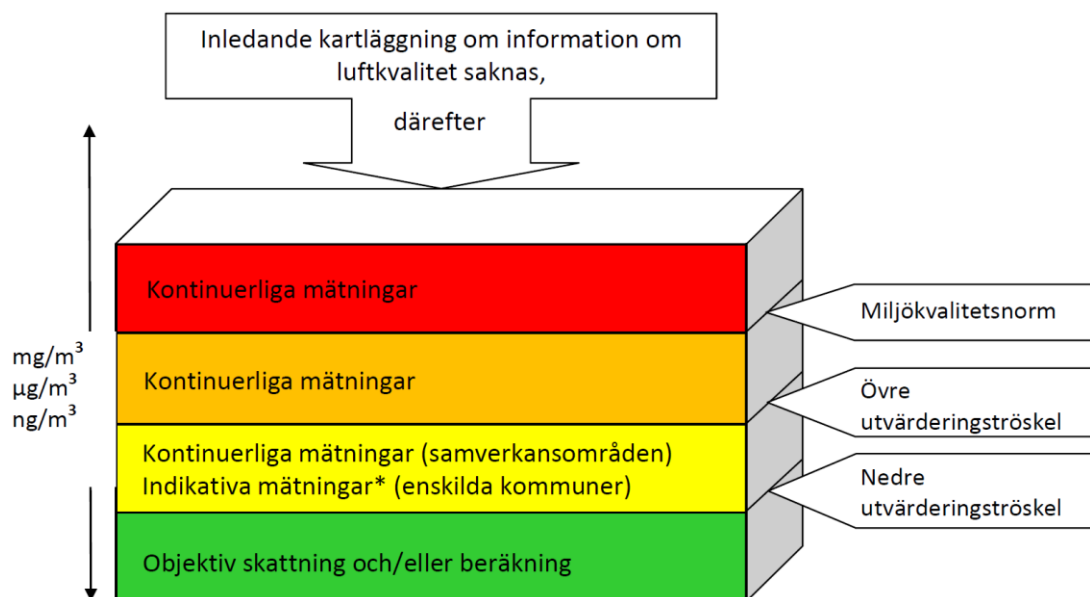 Inledande kartläggning om information om
luftkvalitet saknas,
därefter
Kontinuerliga mätningar
Miljökvalitetsnorm
mg/m³
µg/m³
ng/m³
Kontinuerliga mätningar
Övre
utvärderingströskel
Kontinuerliga mätningar (samverkansområden)
Indikativa mätningar* (enskilda kommuner)
Nedre
utvärderingströskel
Objektiv skattning och/eller beräkning